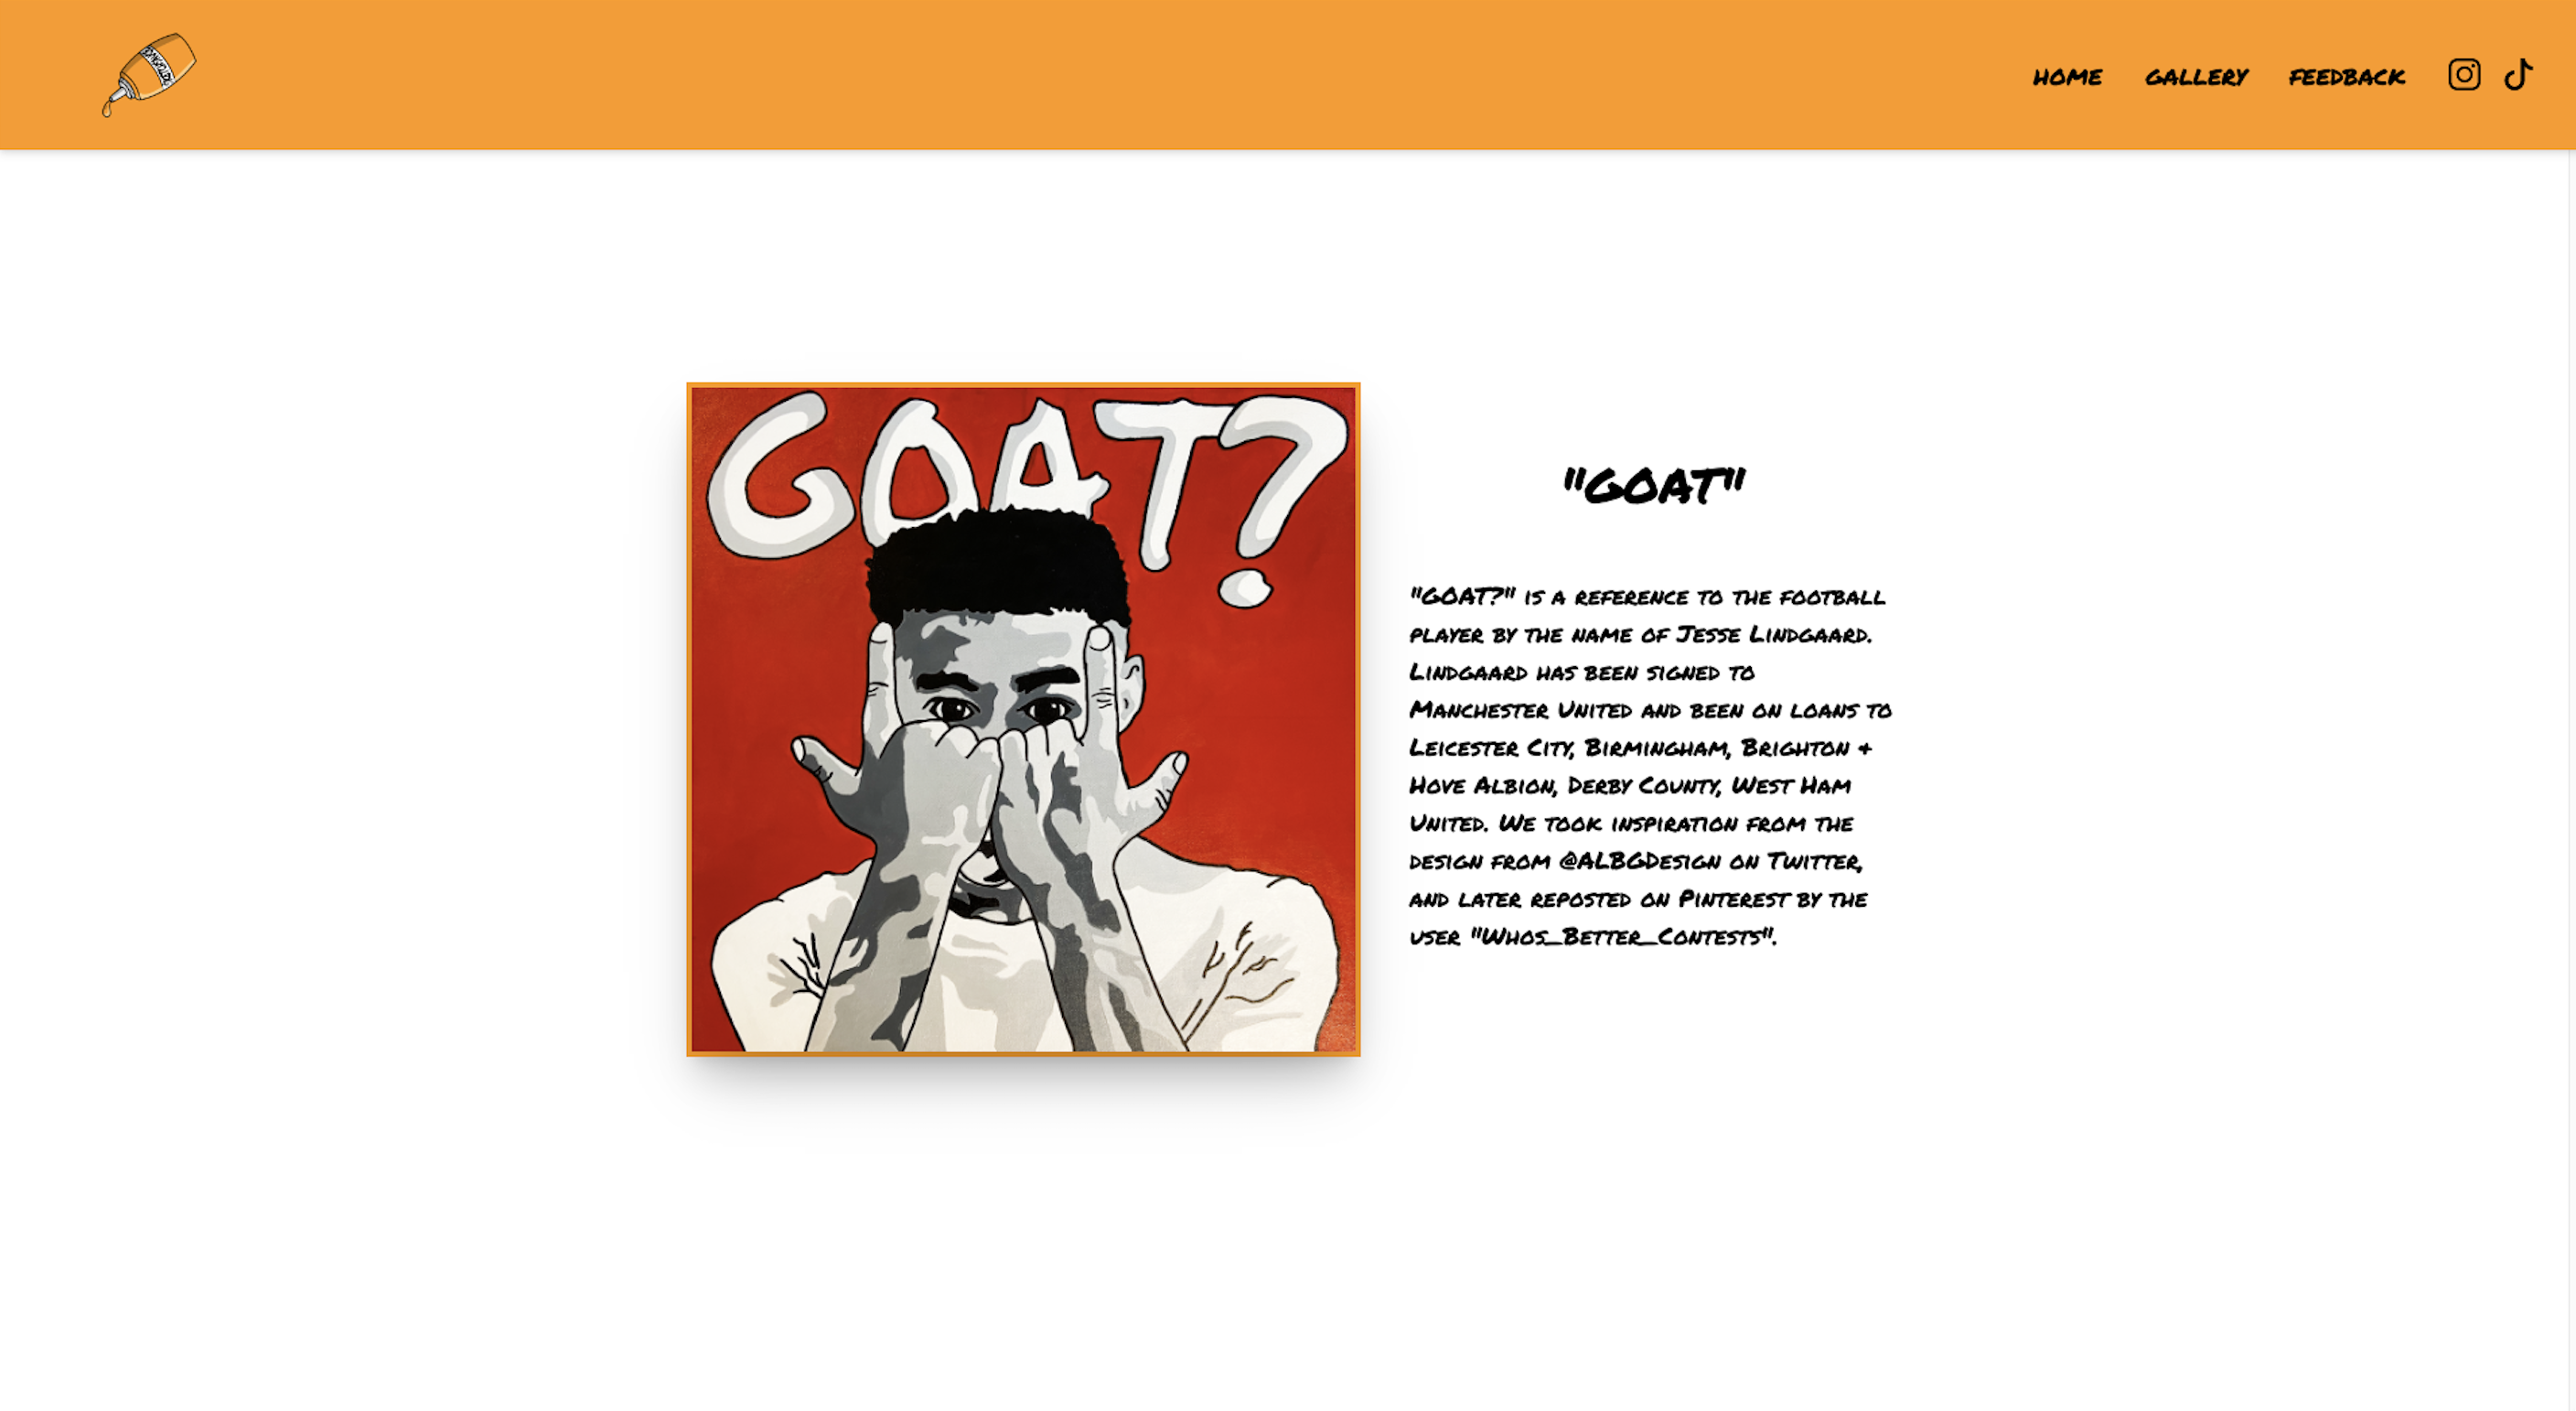 HOME GALLERY FEEDBACK
GOAT?
"GOAT"
"GOAT?" is a reference to the football
player by the name of Jesse Lindgaard.
Lindgaard has been signed to
Manchester United and been on loans to
Leicester City, Birmingham, Brighton &
Hove Albion, Derby County, West Ham
United. We took inspiration from the
design from @ALBGDesign on Twitter,
and later reposted on Pinterest by the
user "Whos_Better_Contests".